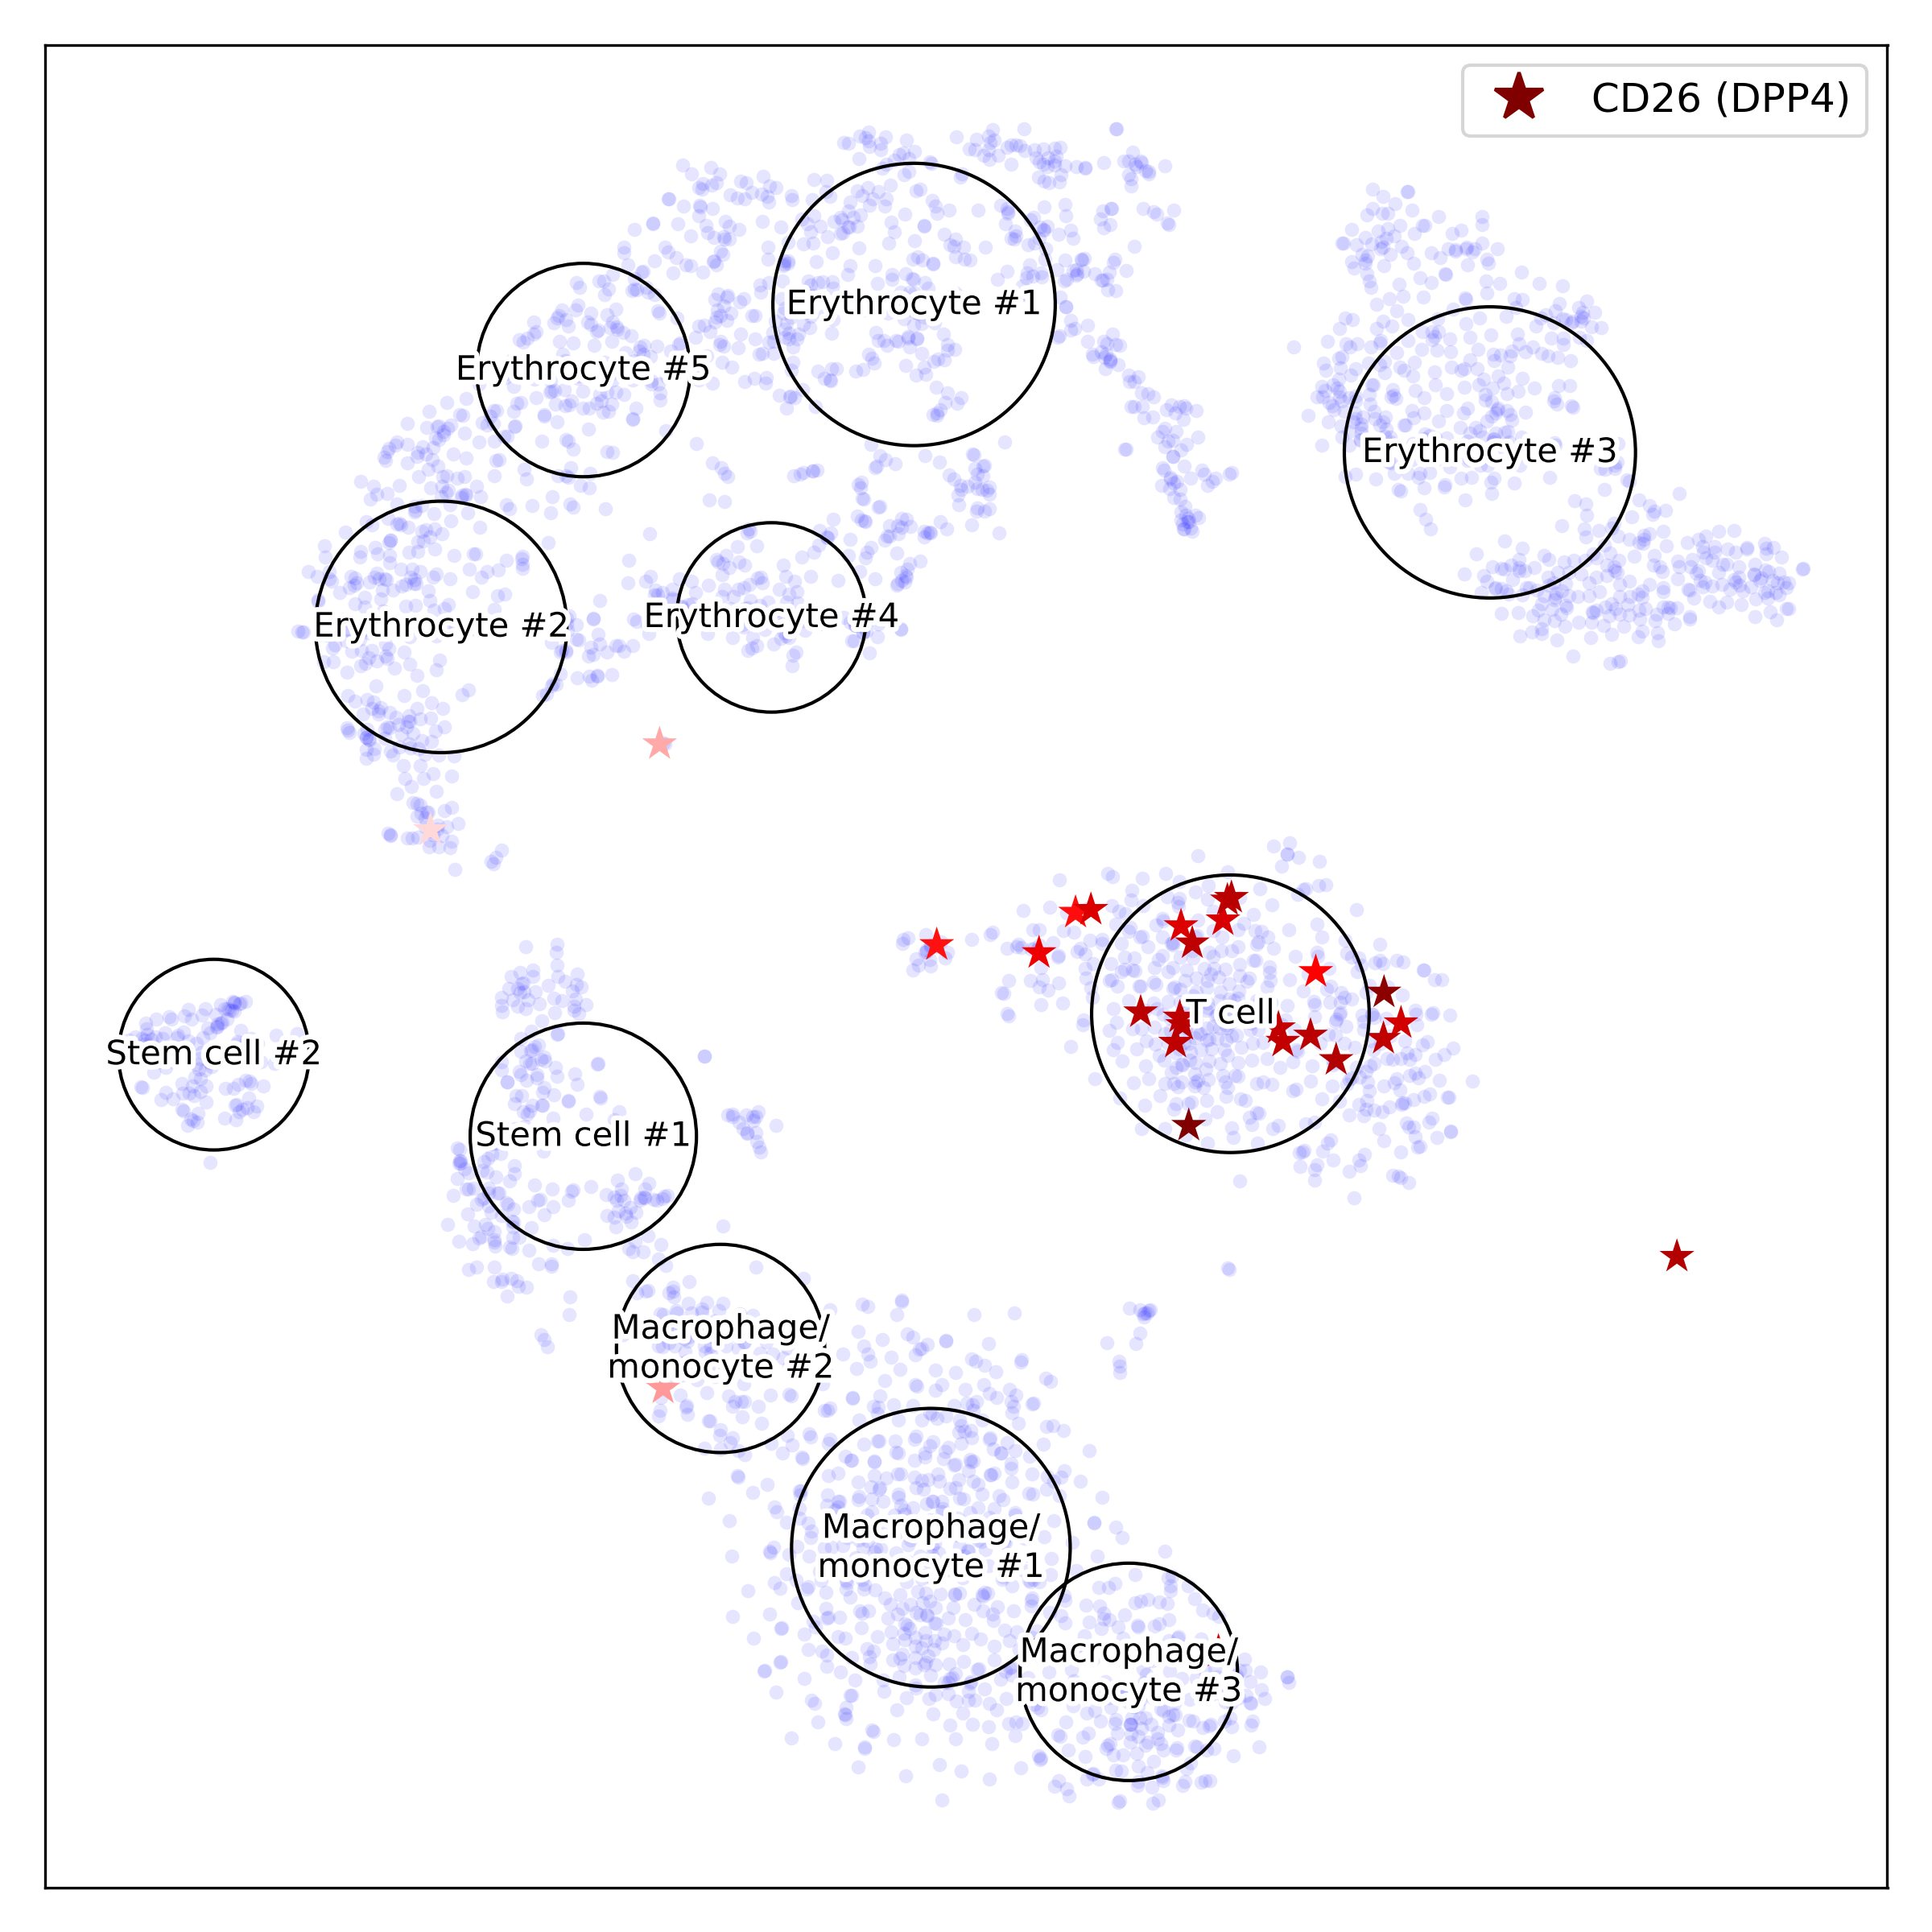 CD26 (DPP4)
Erythrocyte #1
Erythrocyte #5
Erythrocyte #3
Erythrocyte #4
Erythrocyte #2
T cell
Stem cell #2
Stem cell #1
Macrophage/
monocyte #2
Macrophage/
monocyte #1
Macrophage/
monocyte #3